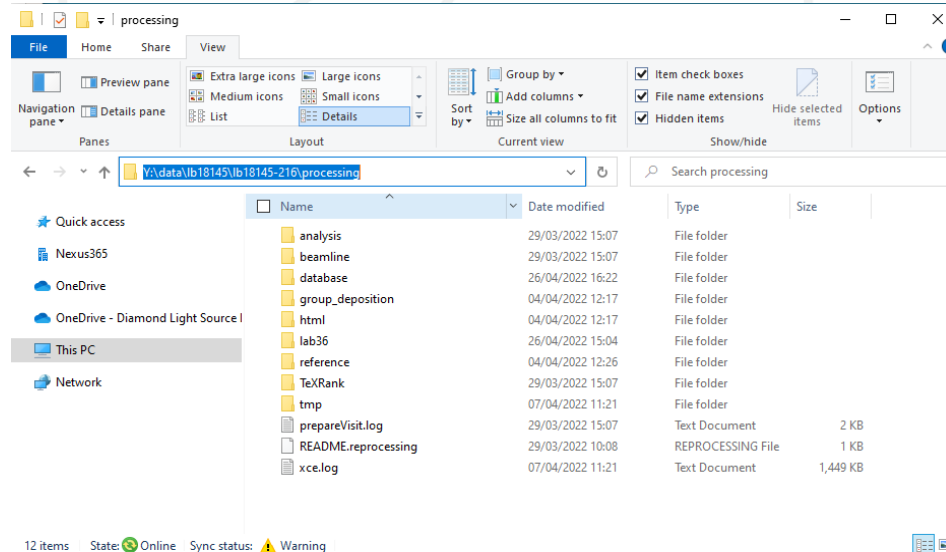 processing
File Home Share View
Navigation pane
Preview pane
Details pane
Panes
Extra large icons Large icons
Medium icons Small icons
List Details
Layout
Sort by
Group by
Add columns
Size all columns to fit
Current view
Item check boxes
File name extensions
Hidden items
Hide selected items
Show/hide
Options
Y:\data\lb18145\lb18145-216\processing
Search processing
Quick access
Nexus365
OneDrive
OneDrive - Diamond Light Source
This PC
Network
Name Date modified Type Size
analysis 29/03/2022 15:07 File folder
beamline 29/03/2022 15:07 File folder
database 26/04/2022 16:22 File folder
group_deposition 04/04/2022 12:17 File folder
html 04/04/2022 12:17 File folder
lab36 26/04/2022 15:04 File folder
reference 04/04/2022 12:26 File folder
TeXRank 29/03/2022 15:07 File folder
tmp 07/04/2022 11:21 File folder
prepareVisit.log 29/03/2022 15:07 Text Document 2 KB
README.reprocessing 29/03/2022 10:08 REPROCESSING File 1 KB
xce.log 07/04/2022 11:21 Text Document 1,449 KB
12 items State: Online Sync status: Warning